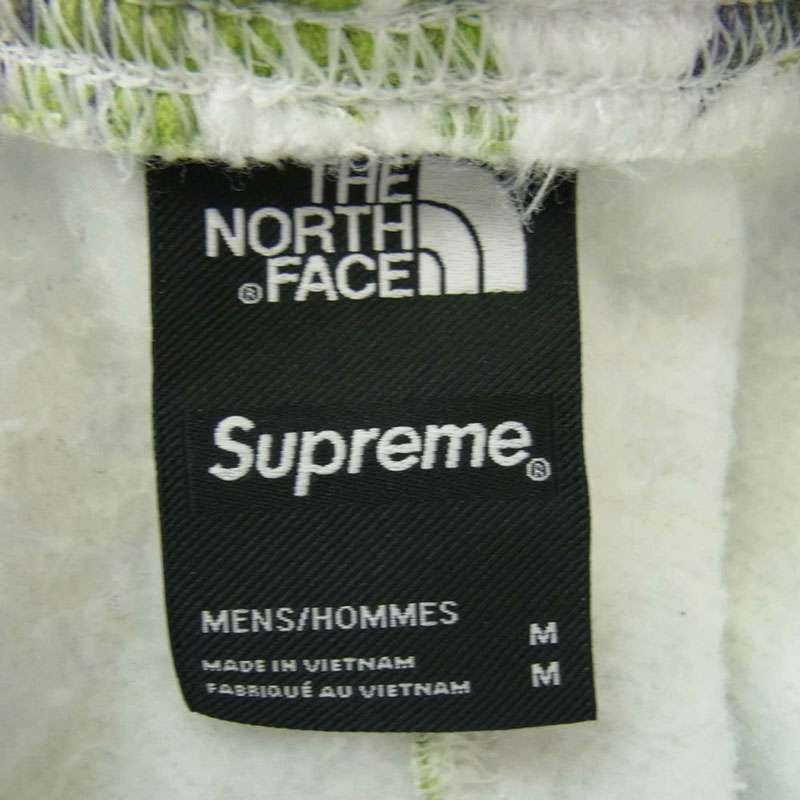 THE
NORTH
®FACE
Supreme®
MENS/HOMMES M
MADE IN VIETNAM M
FABRIQUÉ AU VIETNAM